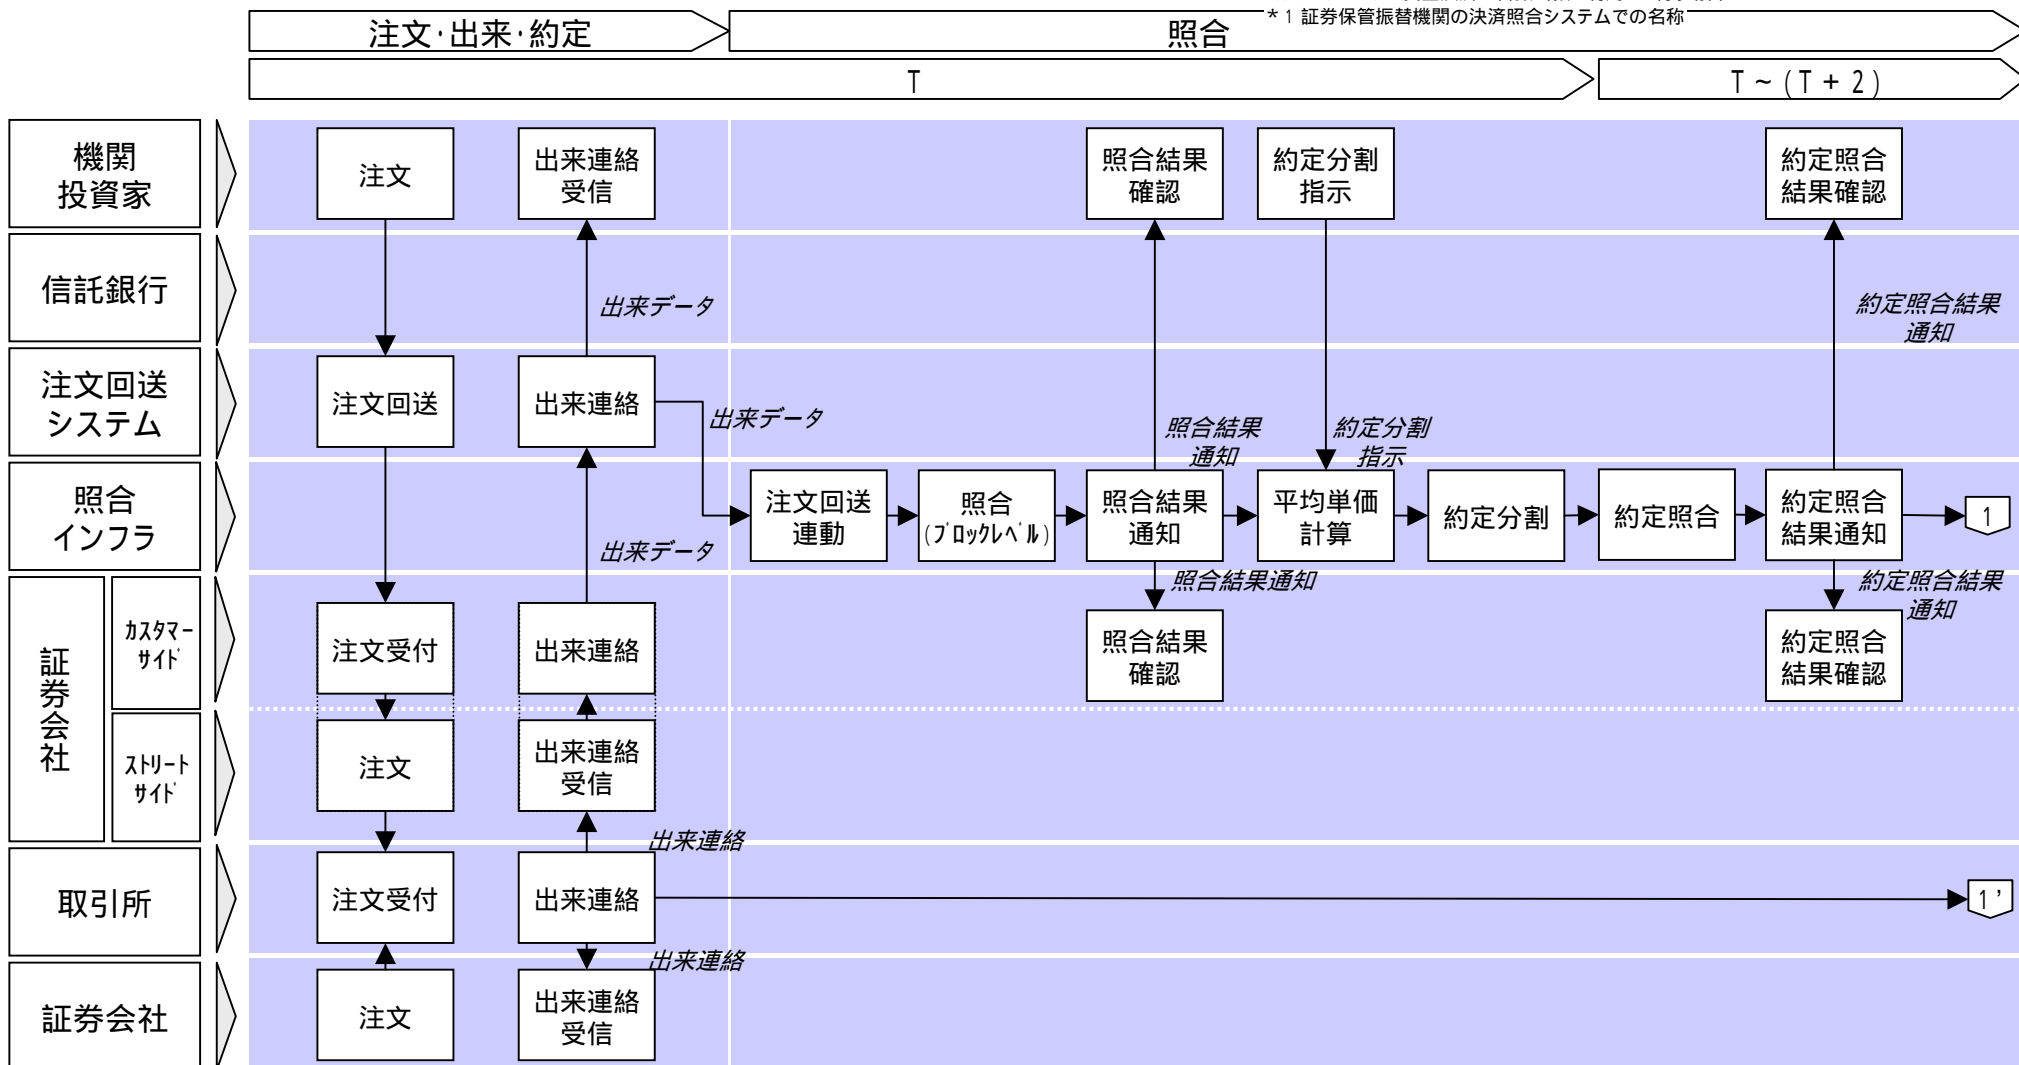 *1 証券保管振替機関の決済照合システムでの名称
注文・出来・約定
照合
T
T ~ (T + 2)
機関
投資家
注文
出来連絡
受信
照合結果
確認
約定分割
指示
約定照合
結果確認
信託銀行
出来データ
約定照合結果
通知
注文回送
システム
注文回送
出来連絡
出来データ
照合結果
通知
約定分割
指示
照合
インフラ
出来データ
注文回送
連動
照合
(ﾌﾞﾛｯｸﾚﾍﾞﾙ)
照合結果
通知
平均単価
計算
約定分割
約定照合
約定照合
結果通知
1
証券会社
ｶｽﾀﾏｰ
ｻｲﾄﾞ
注文受付
出来連絡
照合結果通知
照合結果
確認
約定照合結果
通知
約定照合
結果確認
ｽﾄﾘｰﾄ
ｻｲﾄﾞ
注文
出来連絡
受信
出来連絡
取引所
注文受付
出来連絡
1’
出来連絡
証券会社
注文
出来連絡
受信